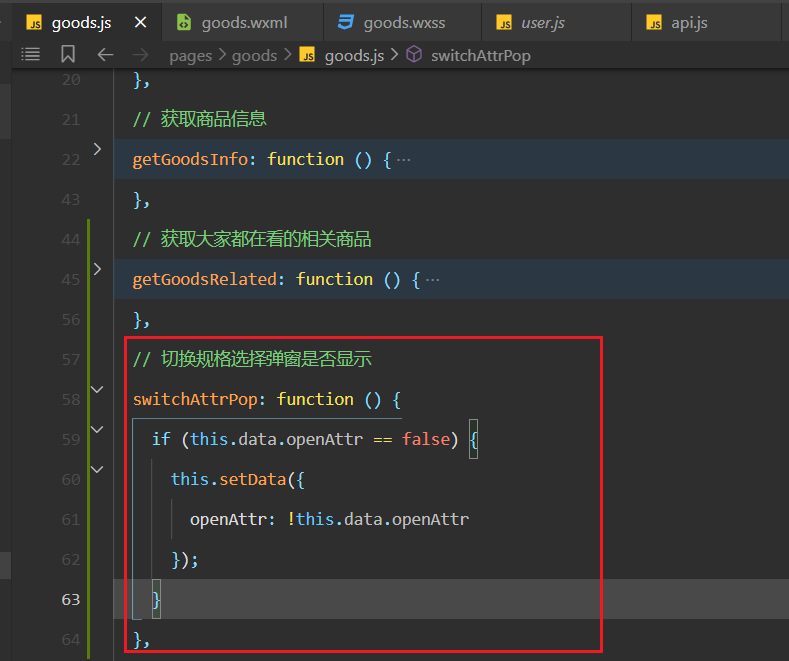 JS goods.js × goods.wxml goods.wxss JS user.js JS api.js
pages > goods > JS goods.js > switchAttrPop
20 },
21 // 获取商品信息
22 getGoodsInfo: function () { ···
43 },
44 // 获取大家都在看的相关商品
45 getGoodsRelated: function () { ···
56 },
57 // 切换规格选择弹窗是否显示
58 switchAttrPop: function () {
59 if (this.data.openAttr == false) {
60 this.setData({
61 openAttr: !this.data.openAttr
62 });
63 }
64 },